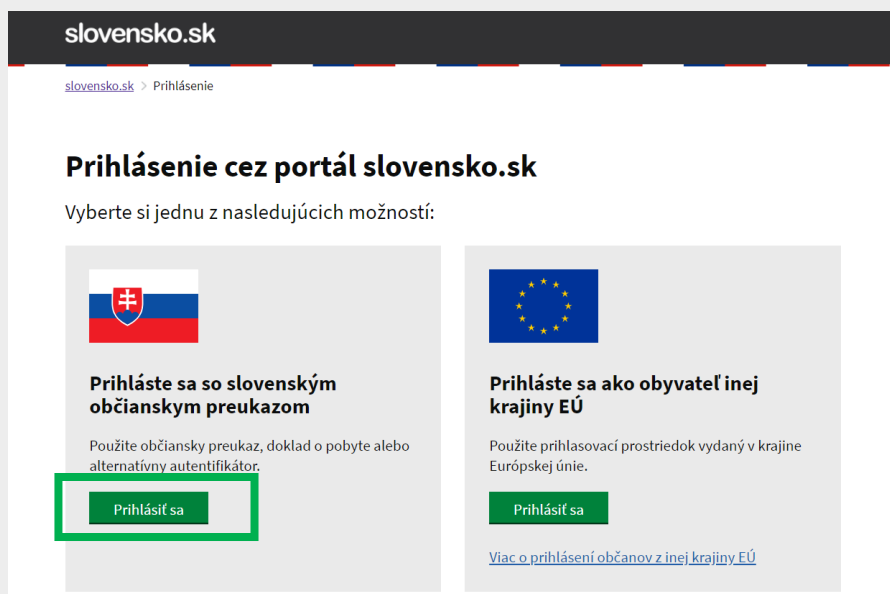 slovensko.sk
slovensko.sk > Prihlásenie
Prihlásenie cez portál slovensko.sk
Vyberte si jednu z nasledujúcich možností:
Prihláste sa so slovenským
občianskym preukazom
Použite občiansky preukaz, doklad o pobyte alebo
alternatívny autentifikátor.
Prihlásiť sa
Prihláste sa ako obyvateľ inej
krajiny EÚ
Použite prihlasovací prostriedok vydaný v krajine
Európskej únie.
Prihlásiť sa
Viac o prihlásení občanov z inej krajiny EÚ